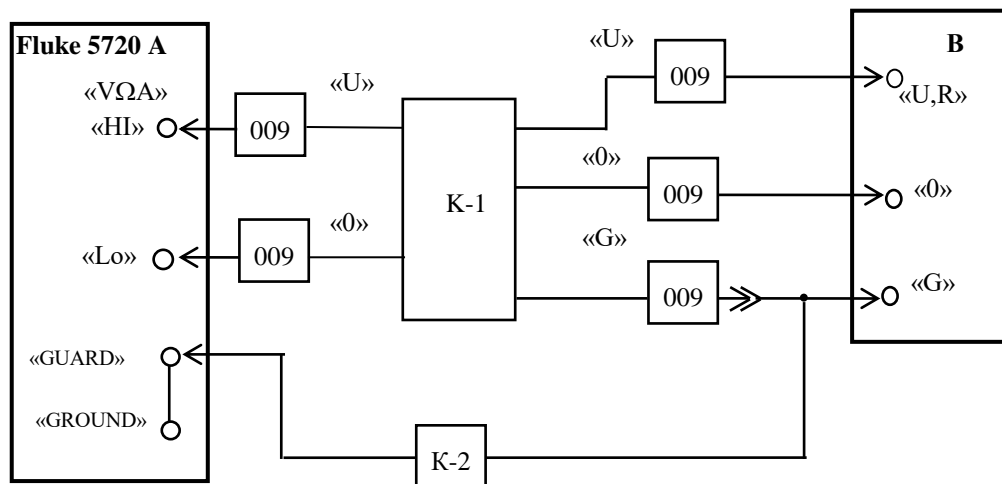 Fluke 5720 A
«VΩA»
«HI»
«Lo»
«GUARD»
«GROUND»
009
«U»
009
«0»
K-1
«U»
009
«0»
009
«G»
009
К-2
В
«U,R»
«0»
«G»